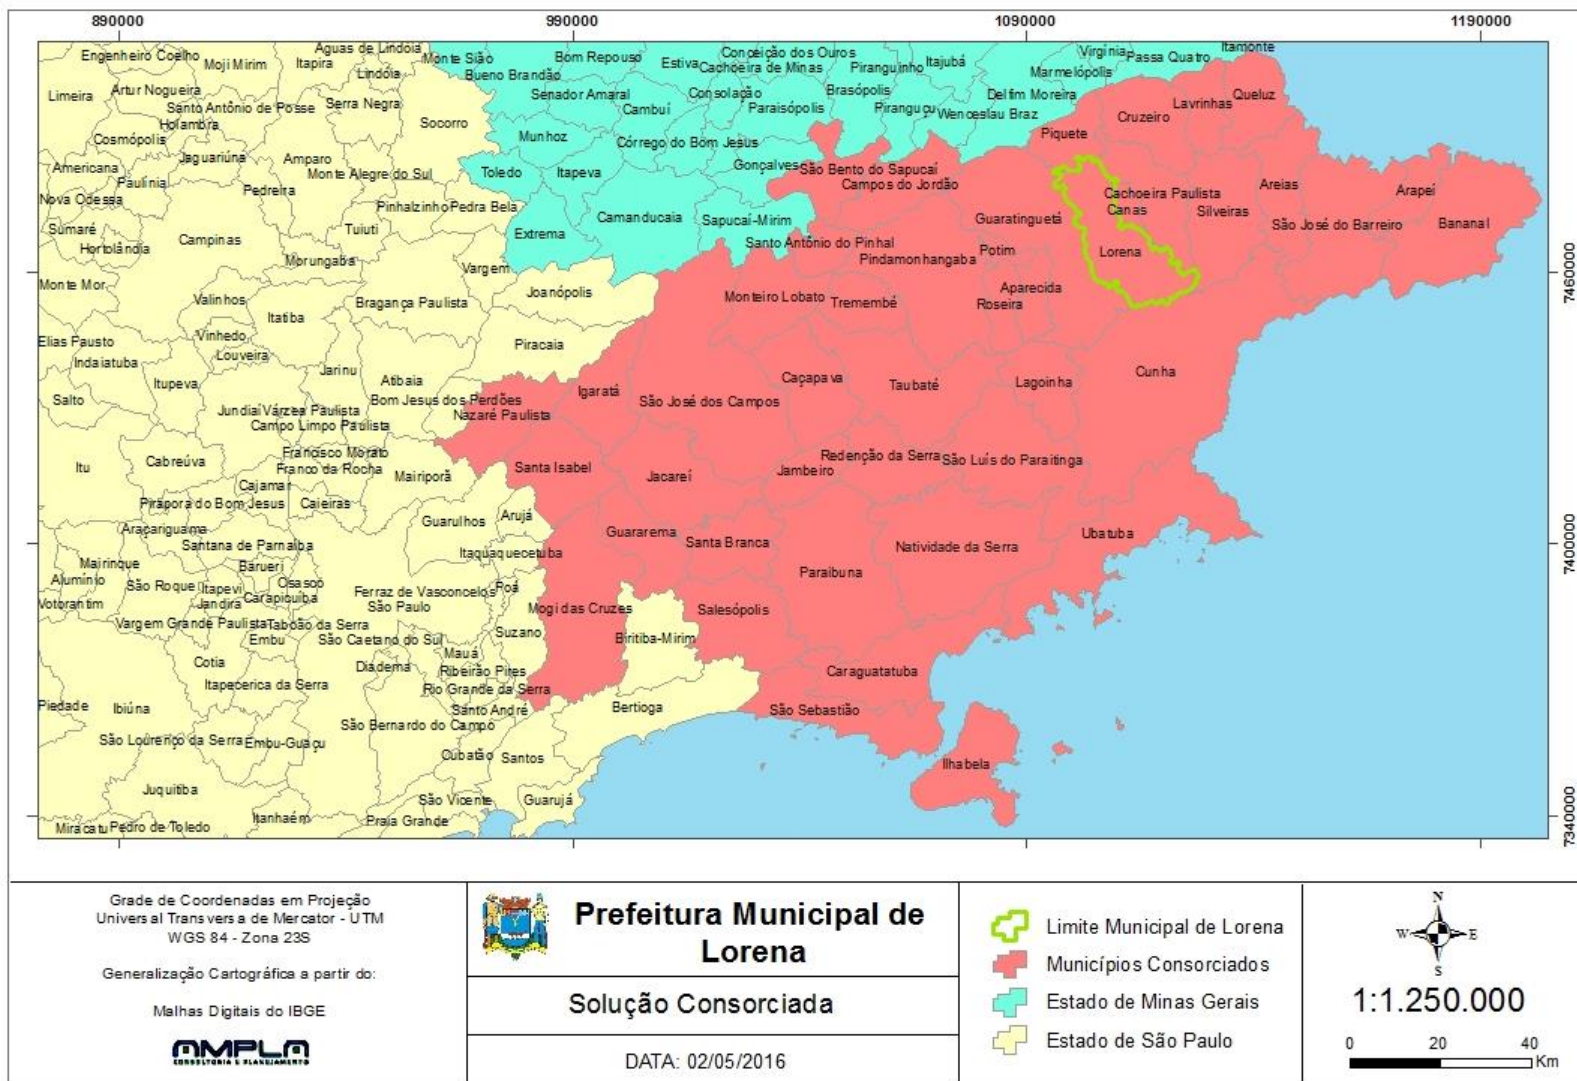 890000
990000
1090000
1190000
Engenheiro Coelho
Águas de Lindóia
Monte Sião
Bom Repouso
Conceição dos Ouros
Virgínia
Itamonte
Moji Mirim
Itapira
Lindóia
Bueno Brandão
Estiva
Cachoeira de Minas
Piranguinho
Itajubá
Marmelópolis
Passa Quatro
Limeira
Artur Nogueira
Santo Antônio de Posse
Serra Negra
Senador Amaral
Cambuí
Consolação
Paraisópolis
Brasópolis
Piranguçu
Wenceslau Braz
Delfim Moreira
Lavrinhas
Queluz
Holambra
Socorro
Cruzeiro
Cosmópolis
Munhoz
Córrego do Bom Jesus
Piquete
Americana
Jaguariúna
Amparo
Monte Alegre do Sul
Toledo
Itapeva
Gonçalves
São Bento do Sapucaí
Campos do Jordão
Paulínia
Pedreira
Cachoeira Paulista
Areias
Arapeí
Nova Odessa
Pinhalzinho
Pedra Bela
Camanducaia
Sapucaí-Mirim
Guaratinguetá
Canas
Silveiras
São José do Barreiro
Bananal
Sumaré
Hortolândia
Campinas
Tuiuti
Extrema
Santo Antônio do Pinhal
Pindamonhangaba
Potim
Lorena
Morungaba
Vargem
7460000
Monte Mor
Valinhos
Bragança Paulista
Joanópolis
Monteiro Lobato
Tremembé
Aparecida
Roseira
Itatiba
Vinhedo
Louveira
Elias Fausto
Indaiatuba
Piracaia
Itupeva
Jarinu
Atibaia
Igaratá
Caçapava
Taubaté
Lagoinha
Cunha
Salto
Bom Jesus dos Perdões
Nazaré Paulista
São José dos Campos
Jundiaí
Várzea Paulista
Campo Limpo Paulista
Itu
Cabreúva
Francisco Morato
Franco da Rocha
Mairiporã
Santa Isabel
Jacareí
Jambeiro
Redenção da Serra
São Luís do Paraitinga
Cajamar
Pirapora do Bom Jesus
Caieiras
Guarulhos
Arujá
Araçariguama
Santana de Parnaíba
Itaquaquecetuba
Guararema
Santa Branca
Natividade da Serra
Ubatuba
7400000
Mairinque
Barueri
Alumínio
São Roque
Itapevi
Osasco
Jandira
Carapicuíba
Ferraz de Vasconcelos
Poá
Paraibuna
Votorantim
São Paulo
Mogi das Cruzes
Salesópolis
Vargem Grande Paulista
Taboão da Serra
Embu
São Caetano do Sul
Suzano
Biritiba-Mirim
Mauá
Cotia
Diadema
Ribeirão Pires
Caraguatatuba
Itapecerica da Serra
Rio Grande da Serra
Piedade
Ibiúna
Santo André
Bertioga
São Sebastião
São Bernardo do Campo
São Lourenço da Serra
Embu-Guaçu
Cubatão
Santos
Ilhabela
Juquitiba
São Vicente
Guarujá
Itanhaém
Praia Grande
Miracatu
Pedro de Toledo
7340000
Grade de Coordenadas em Projeção
Universal Transversa de Mercator - UTM
WGS 84 - Zona 23S
Generalização Cartográfica a partir do:
Malhas Digitais do IBGE
AMPLA
CONSULTORIA E PLANEJAMENTO
Prefeitura Municipal de
Lorena
Solução Consorciada
DATA: 02/05/2016
Limite Municipal de Lorena
Municípios Consorciados
Estado de Minas Gerais
Estado de São Paulo
N
W E
S
1:1.250.000
0 20 40
Km